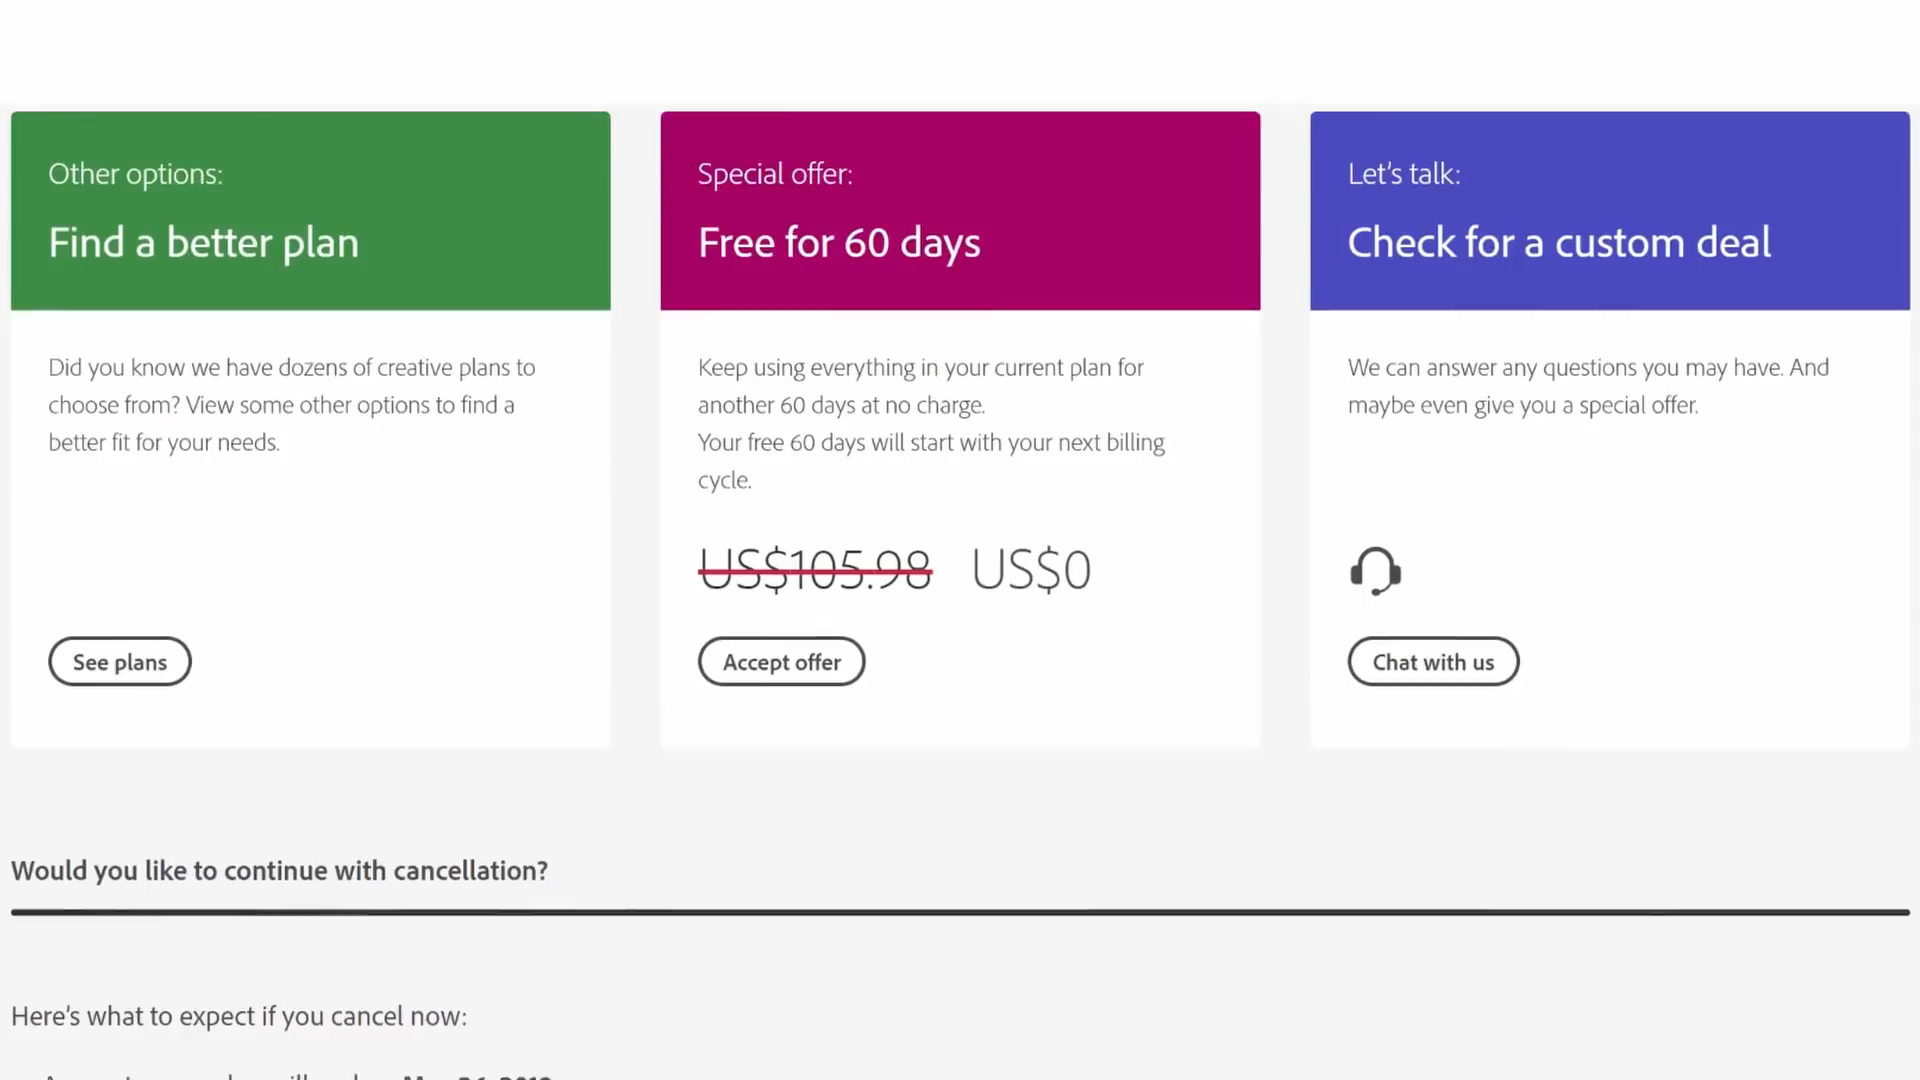 Other options:
Find a better plan
Did you know we have dozens of creative plans to
choose from? View some other options to find a
better fit for your needs.
See plans
Special offer:
Free for 60 days
Keep using everything in your current plan for
another 60 days at no charge.
Your free 60 days will start with your next billing
cycle.
US$105.98 US$0
Accept offer
Let’s talk:
Check for a custom deal
We can answer any questions you may have. And
maybe even give you a special offer.
Chat with us
Would you like to continue with cancellation?
Here’s what to expect if you cancel now: